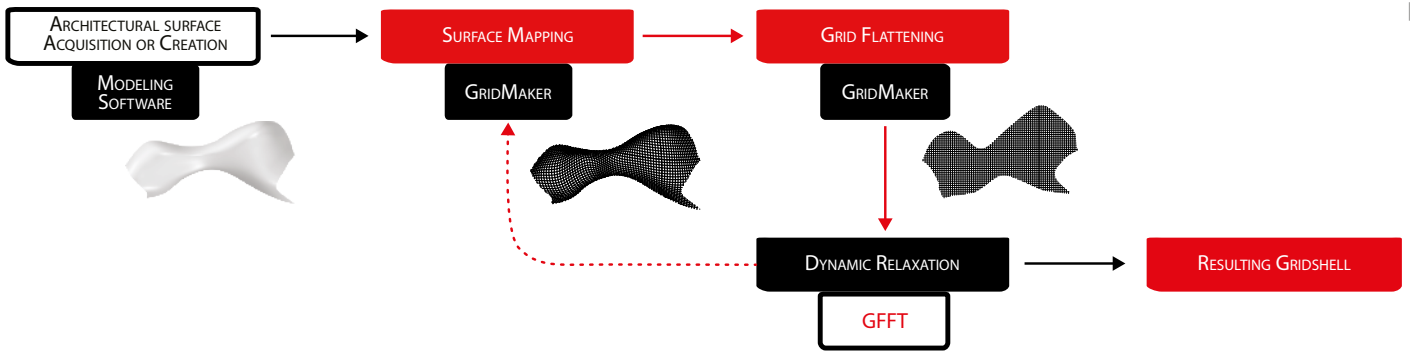 Architectural surface
Acquisition or Creation
Modeling
Software
Surface Mapping
GridMaker
Grid Flattening
GridMaker
Dynamic Relaxation
GFFT
Resulting Gridshell